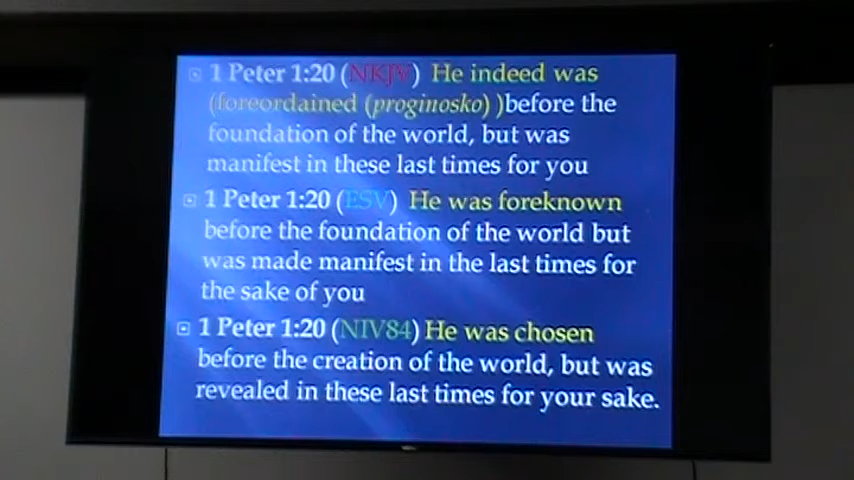 1 Peter 1:20 (NKJV) He indeed was
(foreordained (proginosko) )before the
foundation of the world, but was
manifest in these last times for you
1 Peter 1:20 (ESV) He was foreknown
before the foundation of the world but
was made manifest in the last times for
the sake of you
1 Peter 1:20 (NIV84) He was chosen
before the creation of the world, but was
revealed in these last times for your sake.